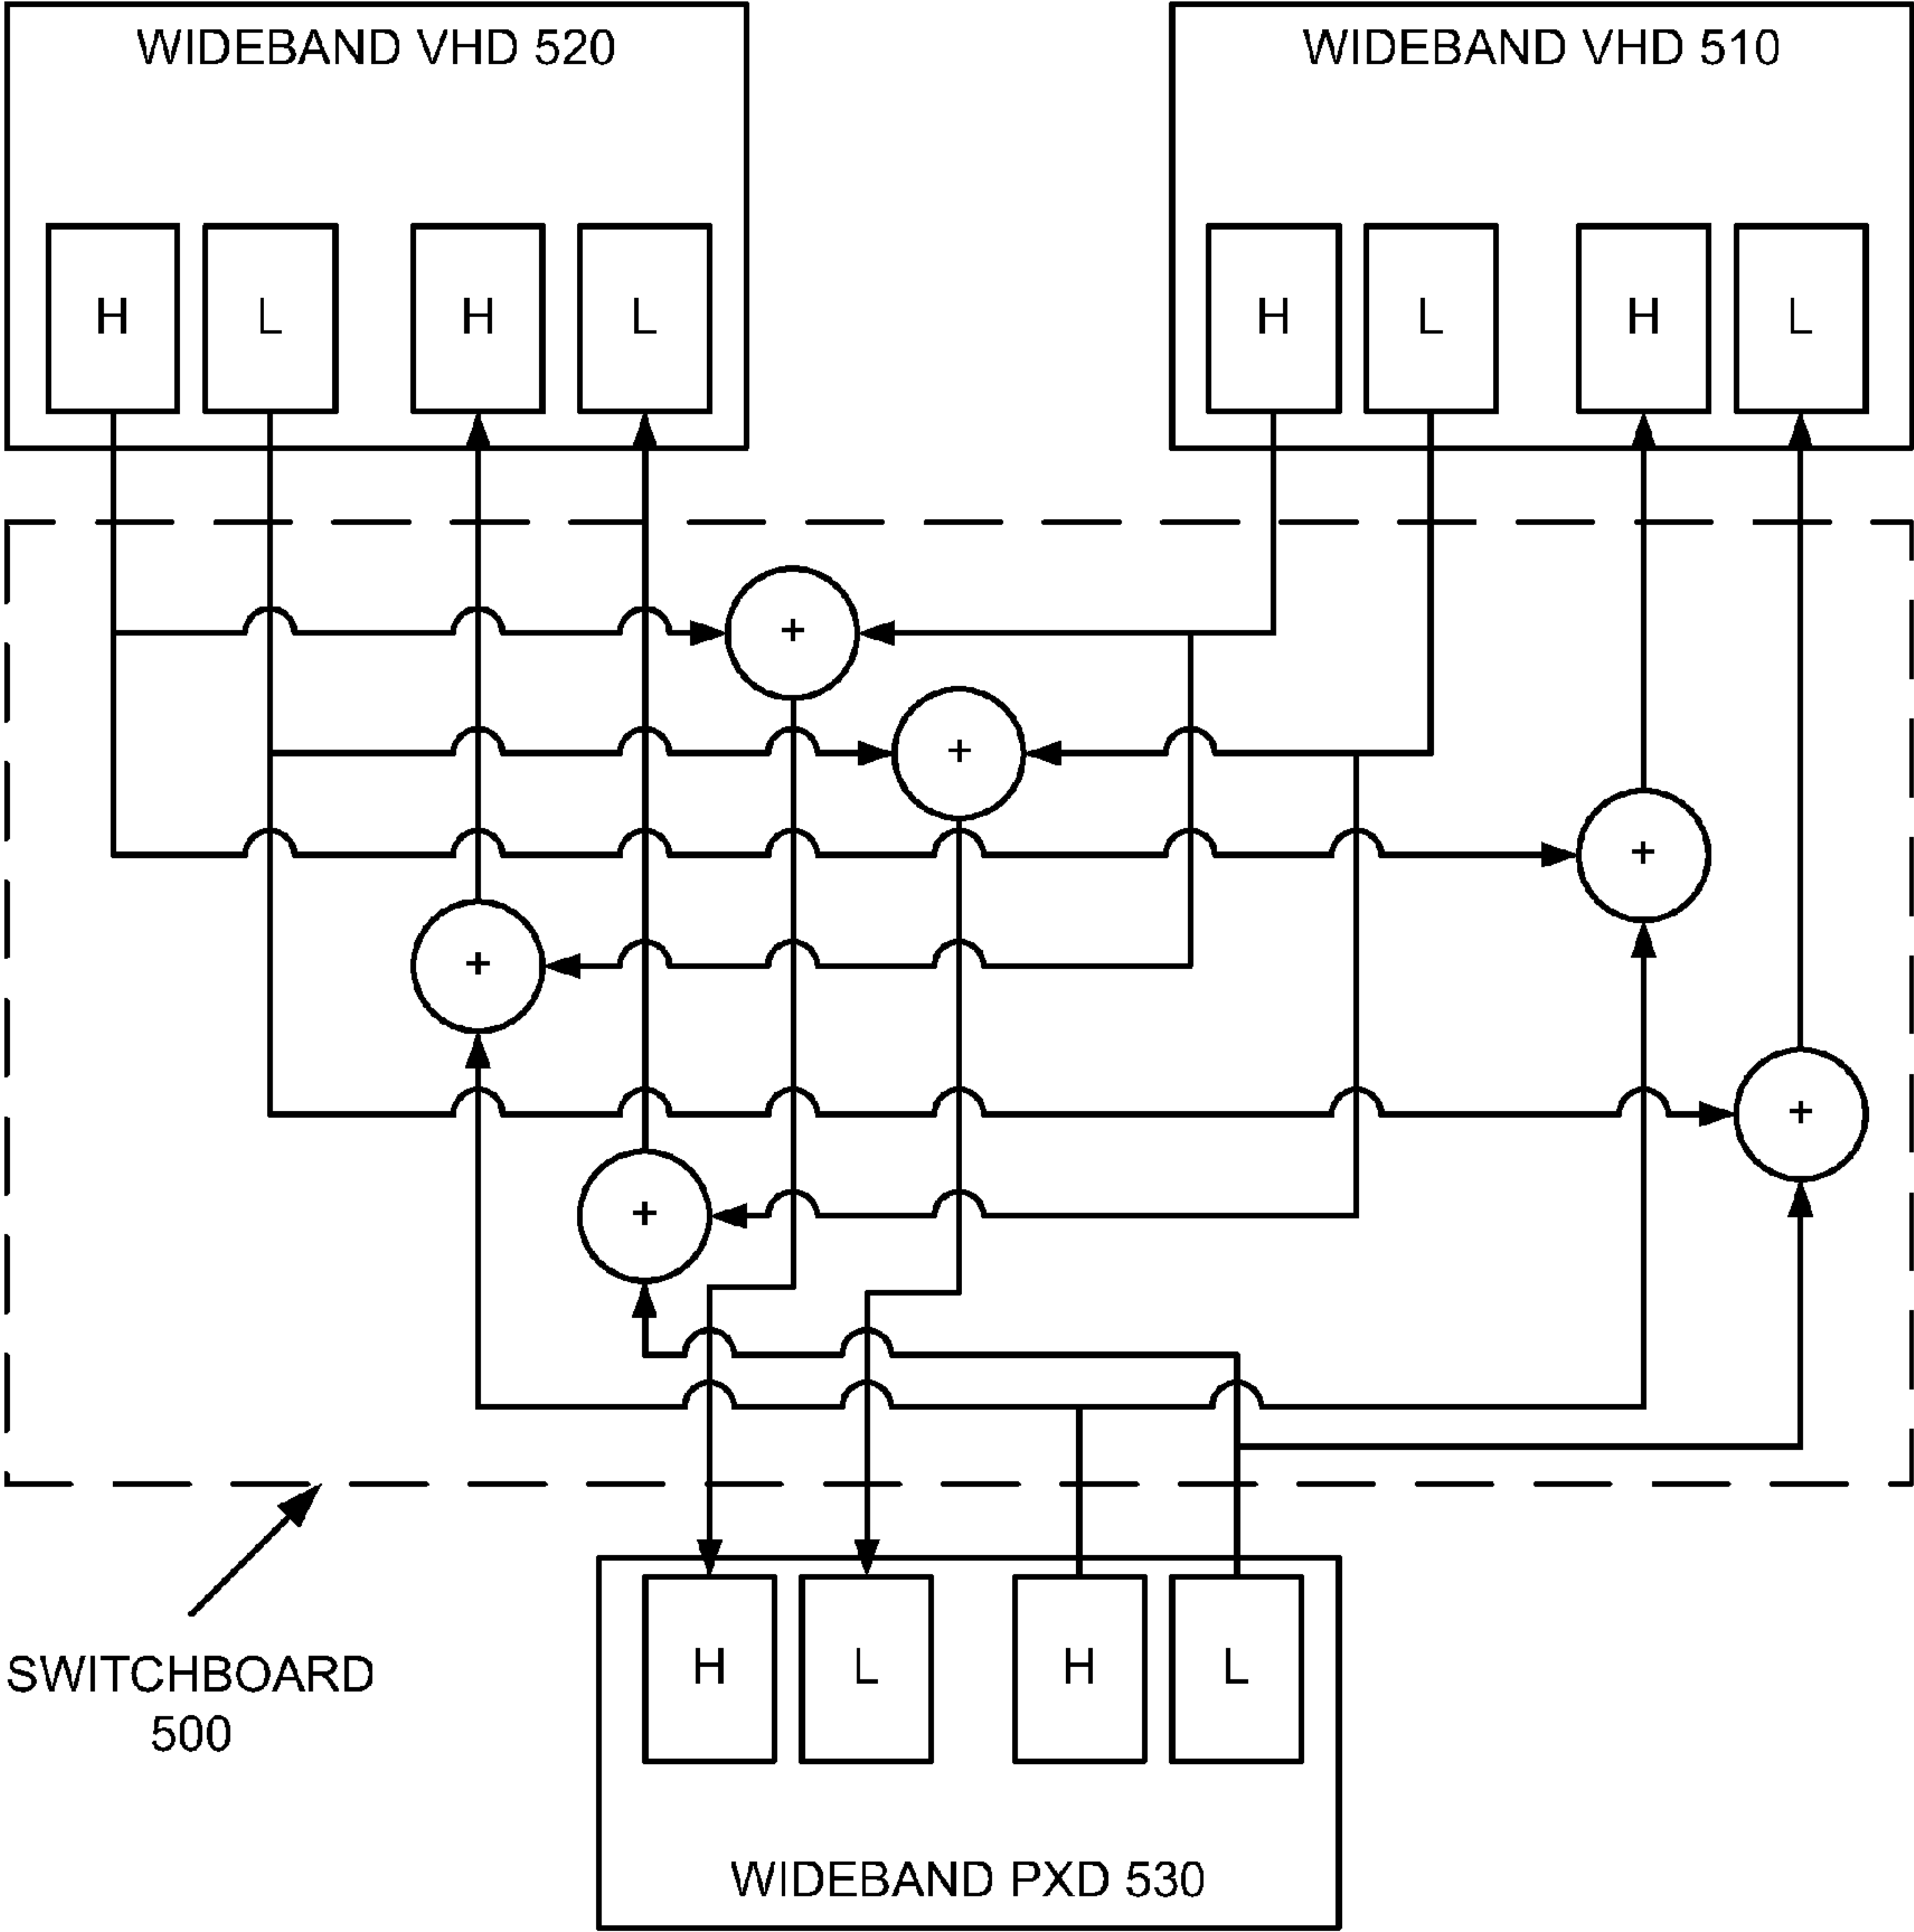 WIDEBAND VHD 520
WIDEBAND VHD 510
H L H L
H L H L
+
+
+
+
+
+
H L H L
SWITCHBOARD
500
WIDEBAND PXD 530